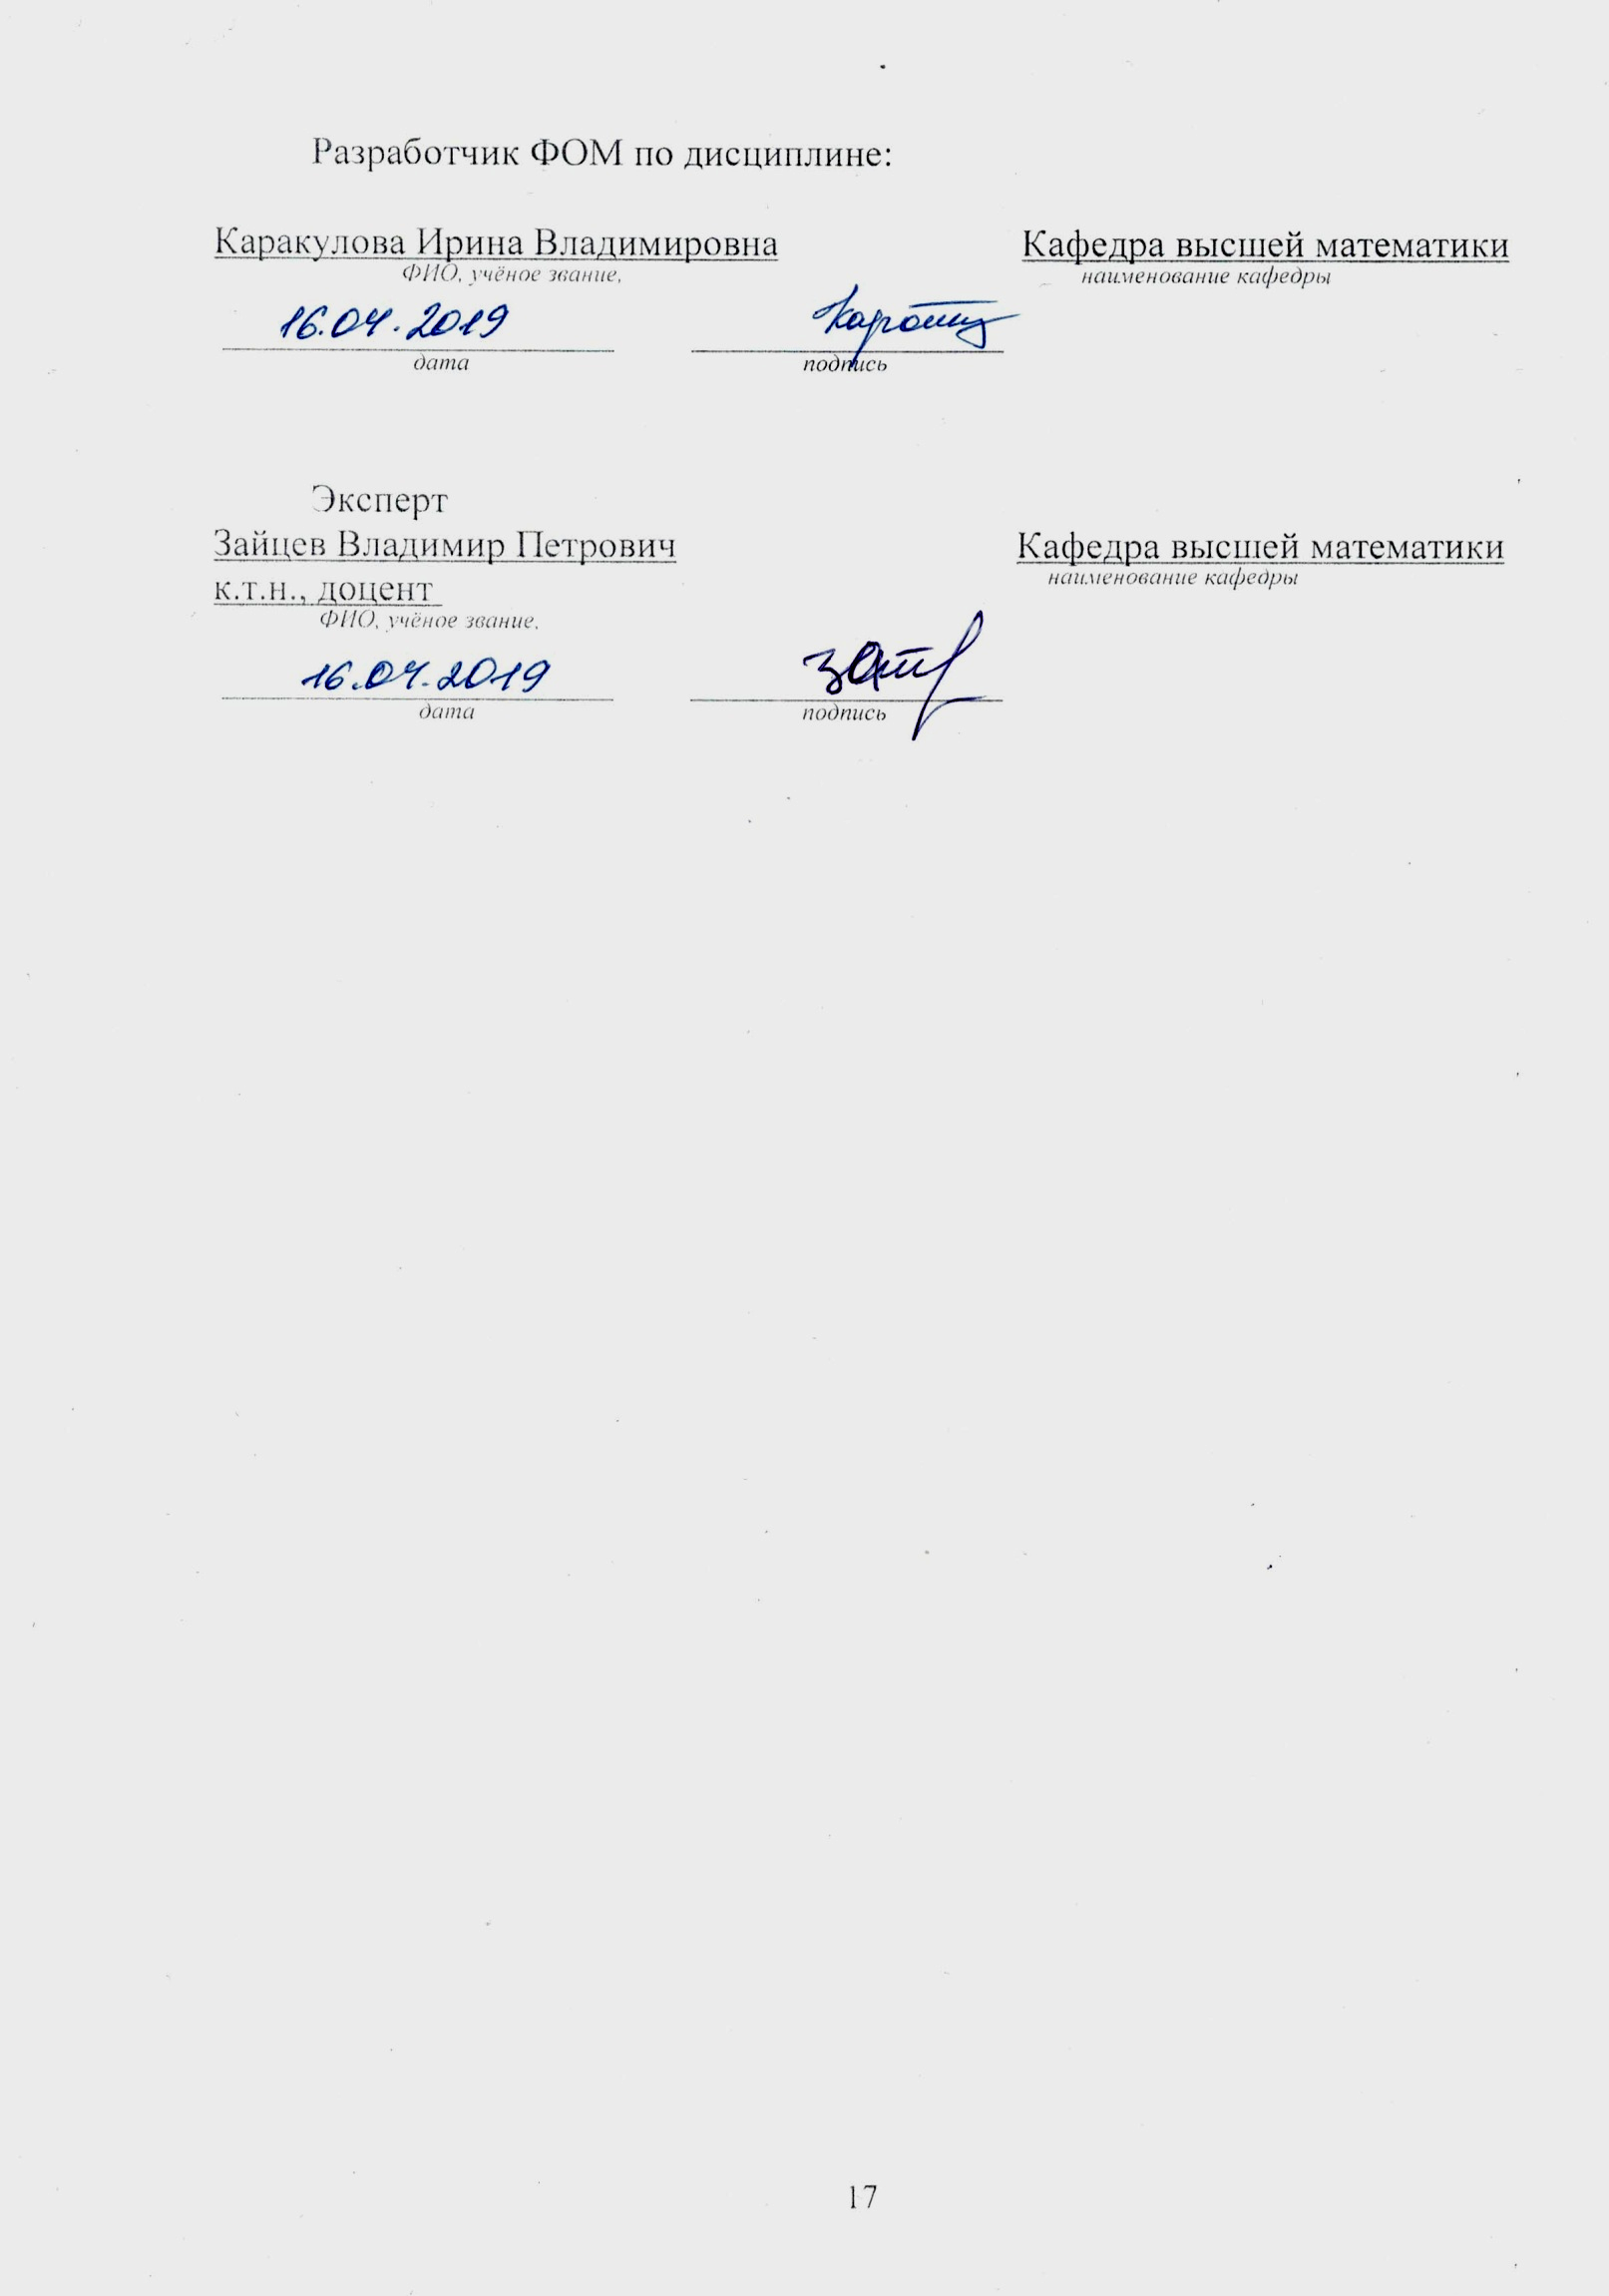 Разработчик ФОМ по дисциплине:
Каракулова Ирина Владимировна Кафедра высшей математики
ФИО, учёное звание, наименование кафедры
16.04.2019
дата подпись
Эксперт
Зайцев Владимир Петрович Кафедра высшей математики
к.т.н., доцент наименование кафедры
ФИО, учёное звание,
16.04.2019
дата подпись
17